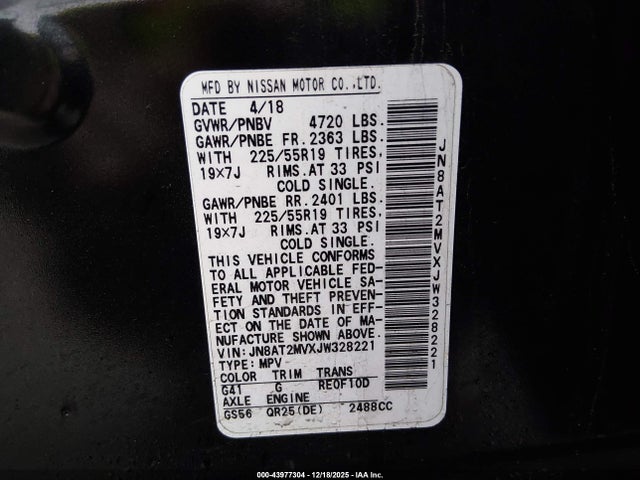 MFD BY NISSAN MOTOR CO.,LTD.
DATE 4/18
GVWR/PNBV 4720 LBS.
GAWR/PNBE FR.2363 LBS.
WITH 225/55R19 TIRES,
19×7J RIMS.AT 33 PSI
COLD SINGLE.
GAWR/PNBE RR.2401 LBS.
WITH 225/55R19 TIRES,
19×7J RIMS.AT 33 PSI
COLD SINGLE.
THIS VEHICLE CONFORMS
TO ALL APPLICABLE FED-
ERAL MOTOR VEHICLE SA-
FETY AND THEFT PREVEN-
TION STANDARDS IN EFF-
ECT ON THE DATE OF MA-
NUFACTURE SHOWN ABOVE.
VIN: JN8AT2MVXJW328221
TYPE: MPV
COLOR TRIM TRANS
G41 G RE0F10D
AXLE ENGINE
GS56 QR25(DE) 2488CC
JN8AT2MVXJW328221
000-43977304 - 12/18/2025 - IAA Inc.